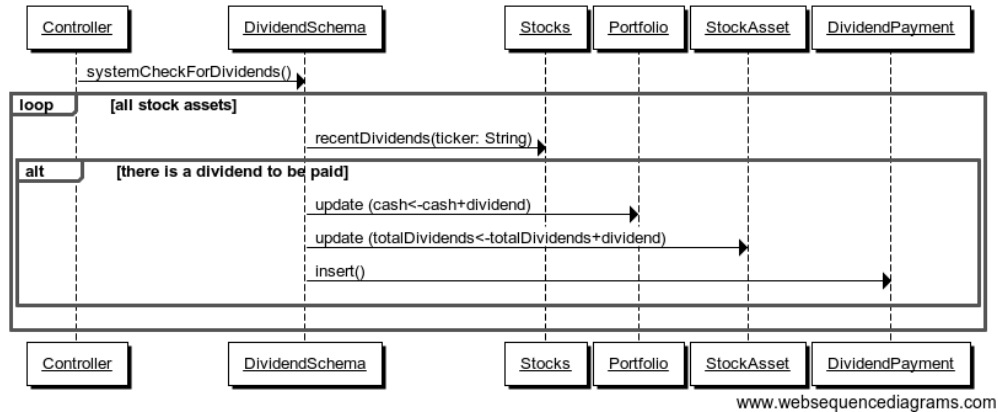 Controller DividendSchema Stocks Portfolio StockAsset DividendPayment
systemCheckForDividends()
loop [all stock assets]
recentDividends(ticker: String)
alt [there is a dividend to be paid]
update (cash<-cash+dividend)
update (totalDividends<-totalDividends+dividend)
insert()
Controller DividendSchema Stocks Portfolio StockAsset DividendPayment
www.websequencediagrams.com